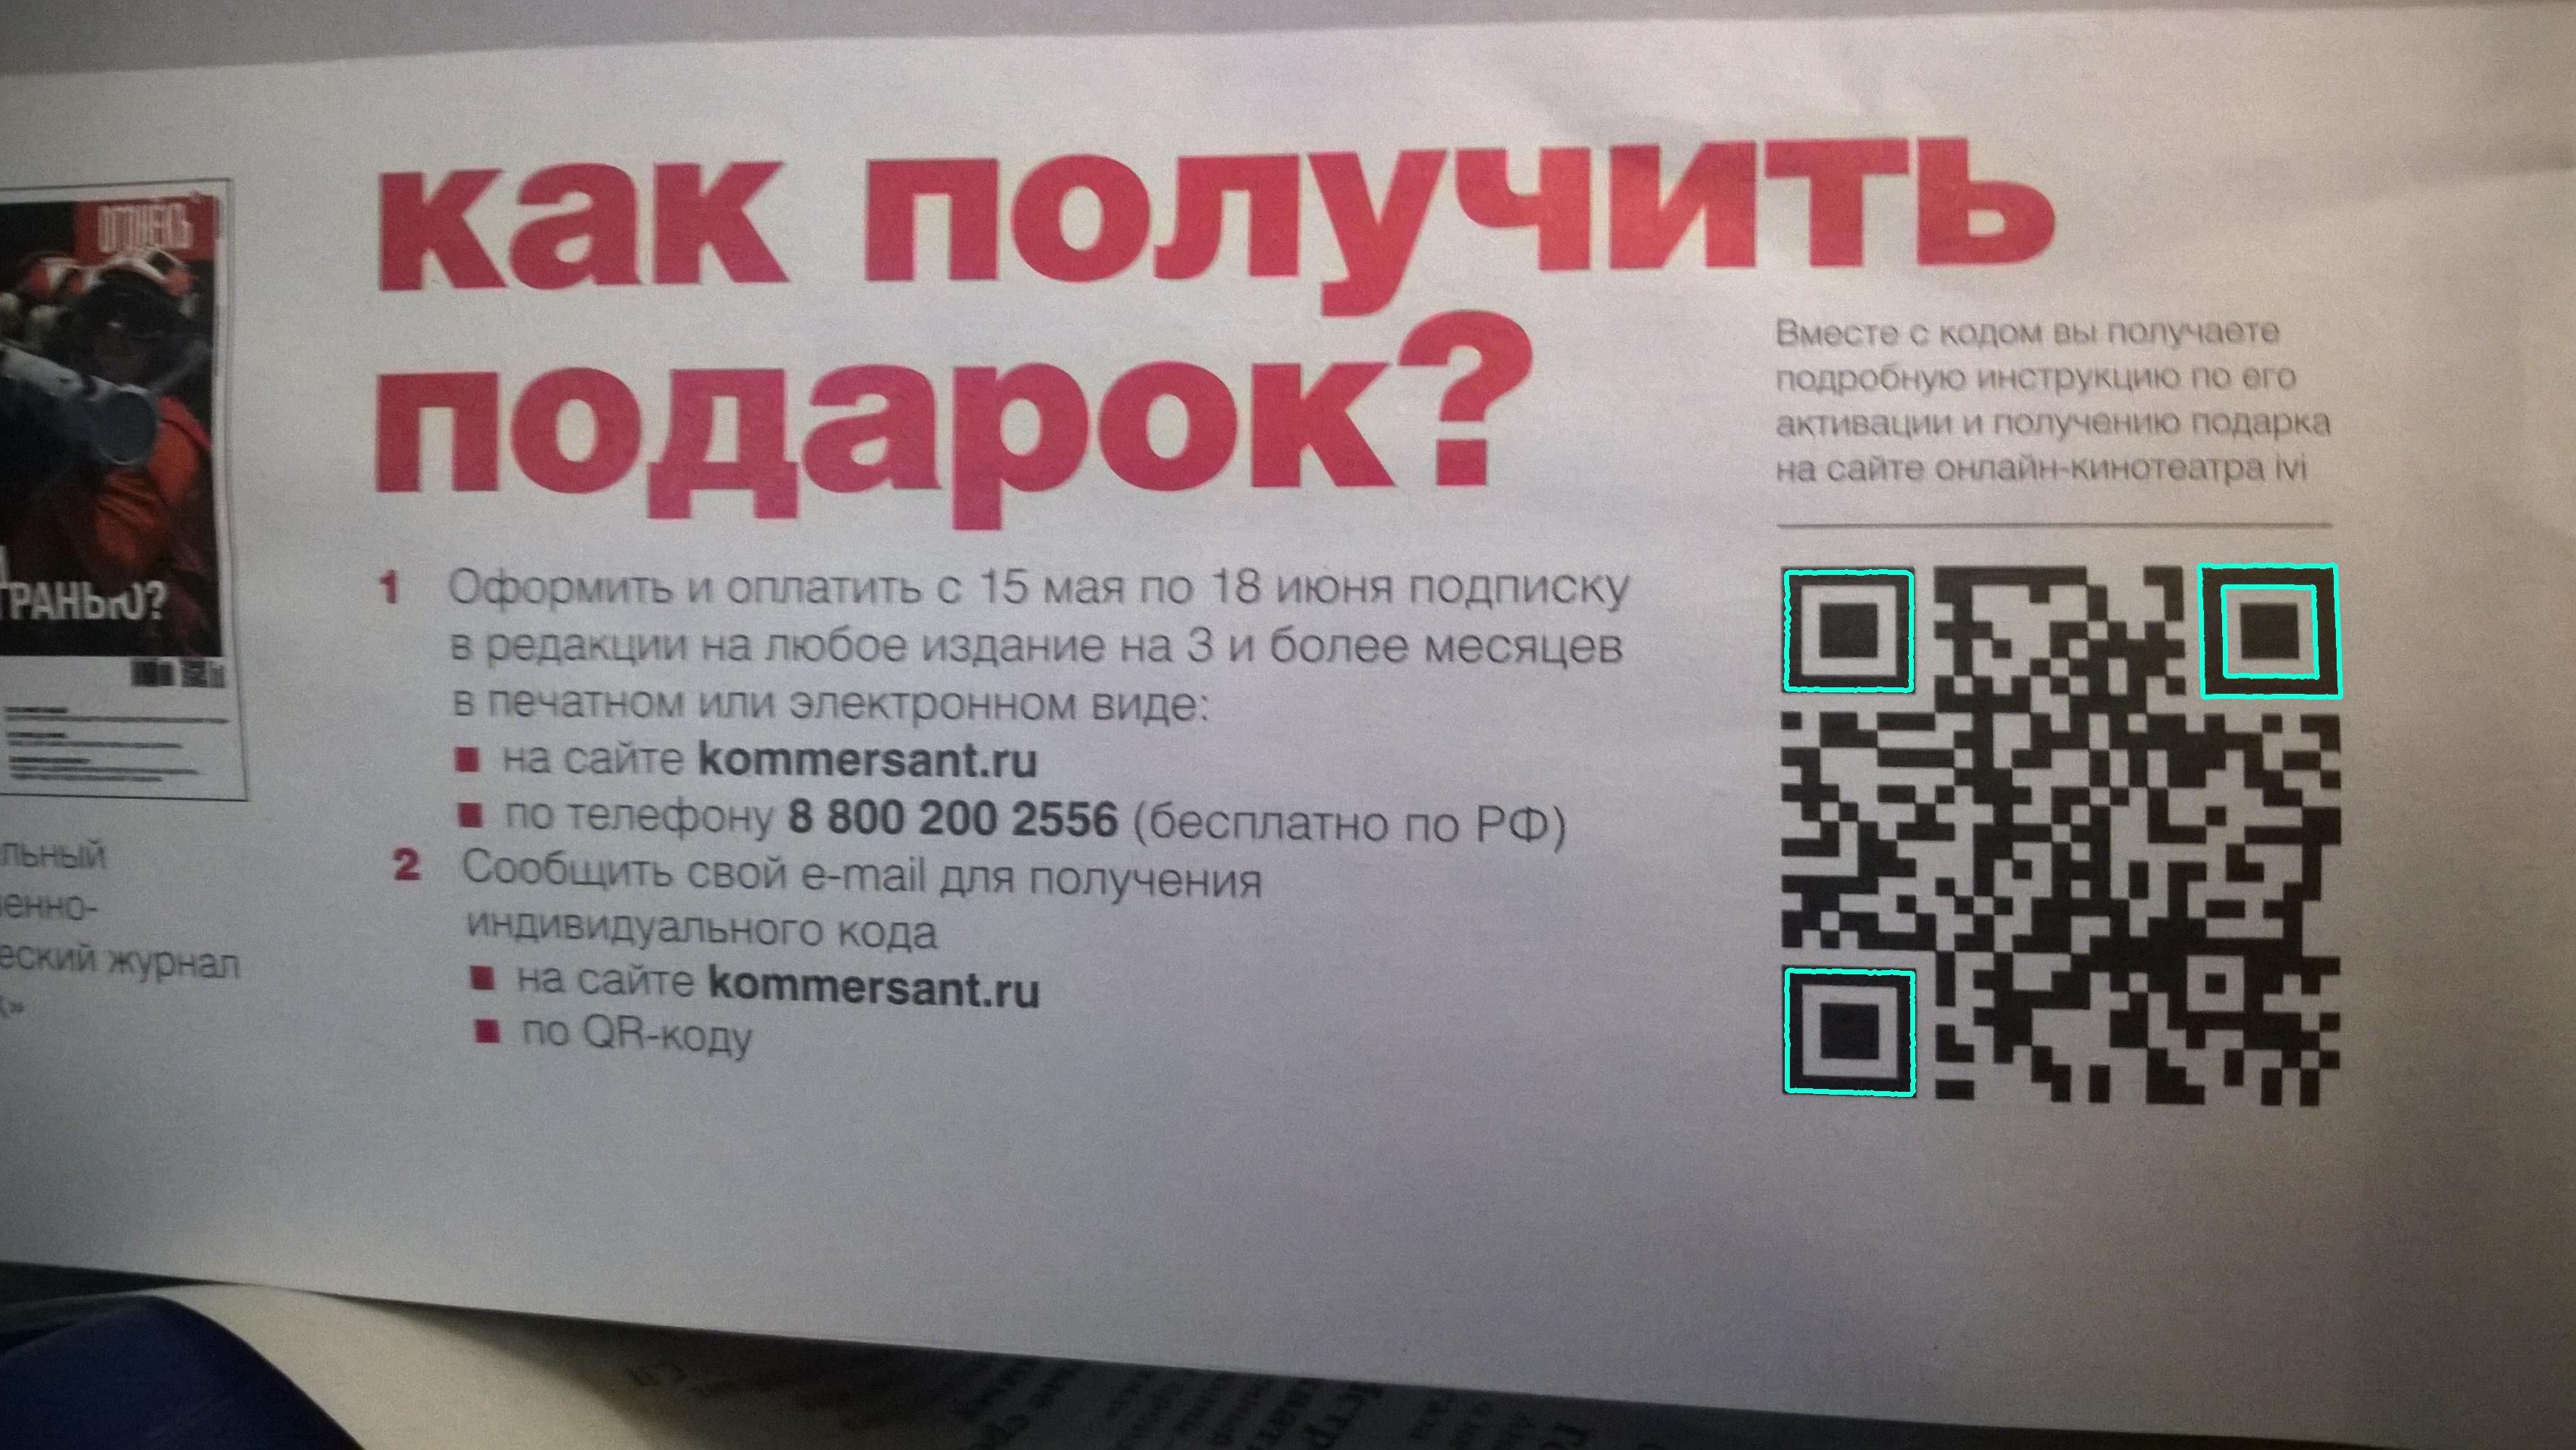 как получить
подарок?
Вместе с кодом вы получаете
подробную инструкцию по его
активации и получению подарка
на сайте онлайн-кинотеатра ivi
1 Оформить и оплатить с 15 мая по 18 июня подписку
в редакции на любое издание на 3 и более месяцев
в печатном или электронном виде:
■ на сайте kommersant.ru
■ по телефону 8 800 200 2556 (бесплатно по РФ)
2 Сообщить свой e-mail для получения
индивидуального кода
■ на сайте kommersant.ru
■ по QR-коду
огонёкъ
ГРАНЬЮ?
льный
енно-
еский журнал